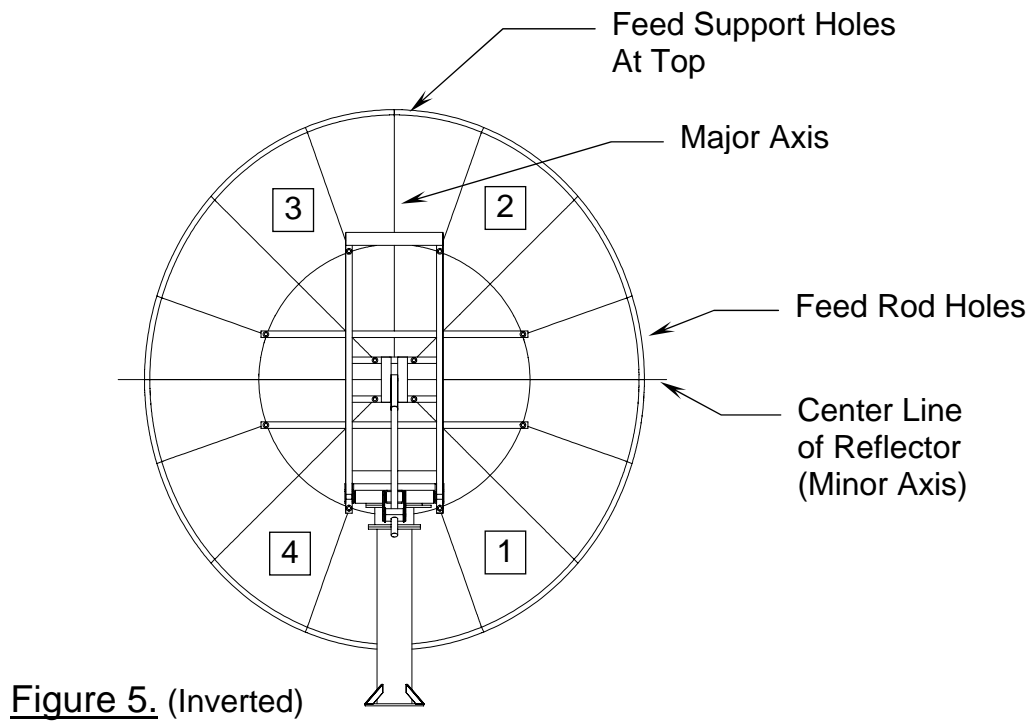 Feed Support Holes
At Top
Major Axis
3
2
Feed Rod Holes
Center Line
of Reflector
(Minor Axis)
4
1
Figure 5. (Inverted)